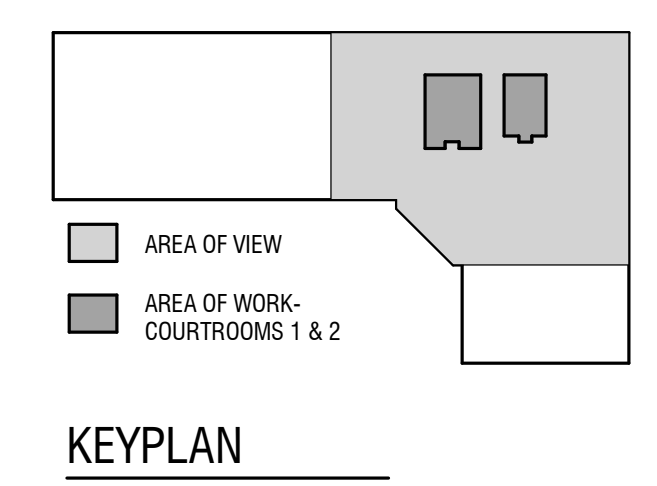 AREA OF VIEW
AREA OF WORK-
COURTROOMS 1 & 2
KEYPLAN